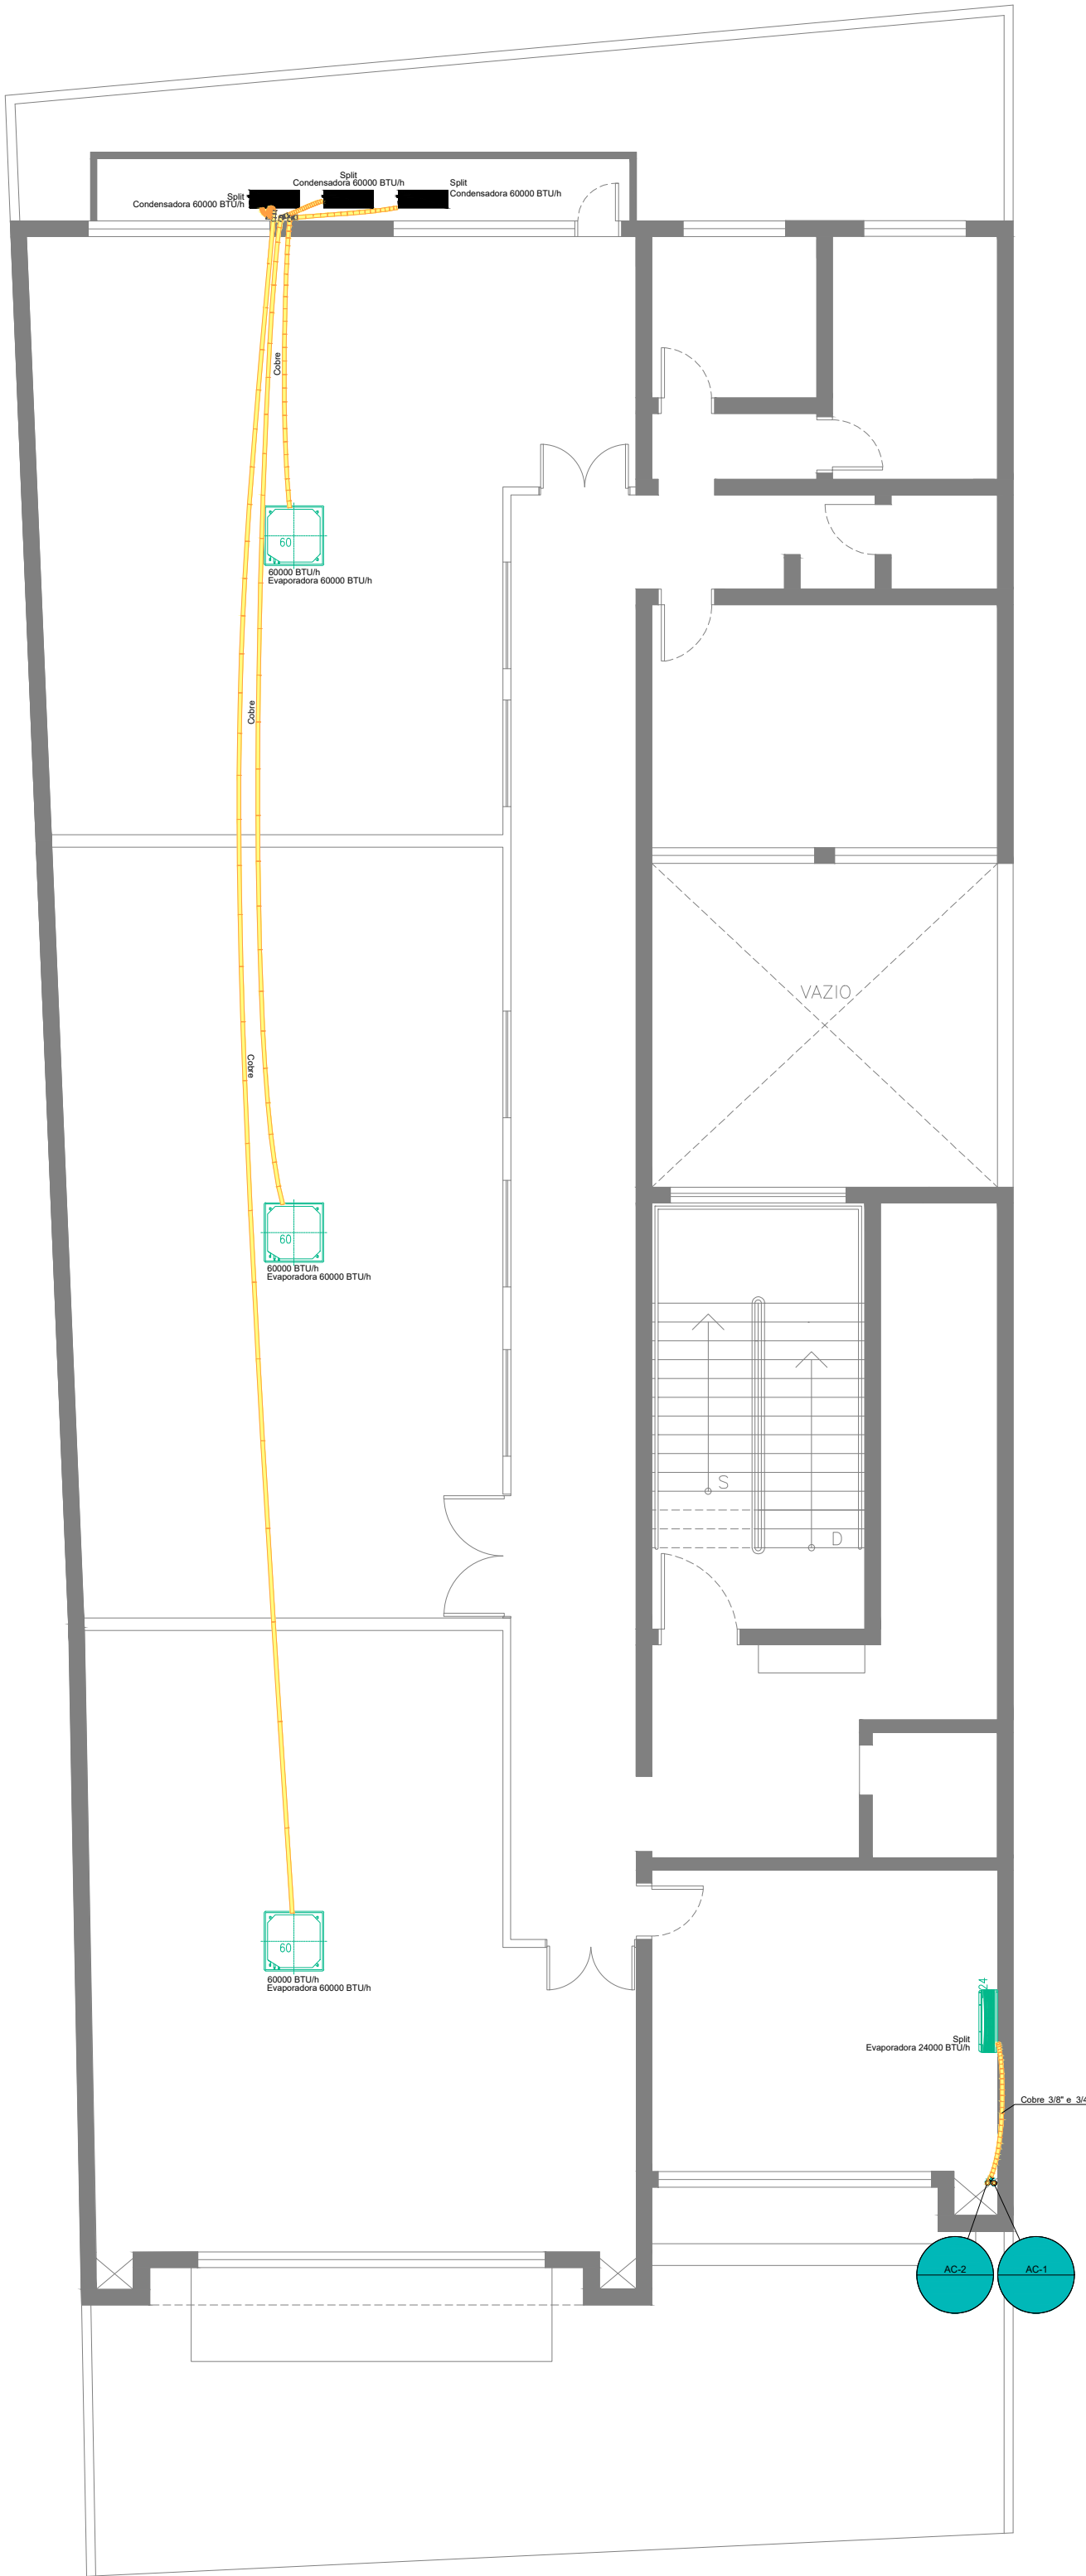 Split
Condensadora 60000 BTU/h
Split
Condensadora 60000 BTU/h
Split
Condensadora 60000 BTU/h
Cobre
60
60000 BTU/h
Evaporadora 60000 BTU/h
Cobre
VAZIO
Cobre
60
60000 BTU/h
Evaporadora 60000 BTU/h
S
D
60
60000 BTU/h
Evaporadora 60000 BTU/h
24
Split
Evaporadora 24000 BTU/h
Cobre 3/8" e 3/4
AC-2
AC-1